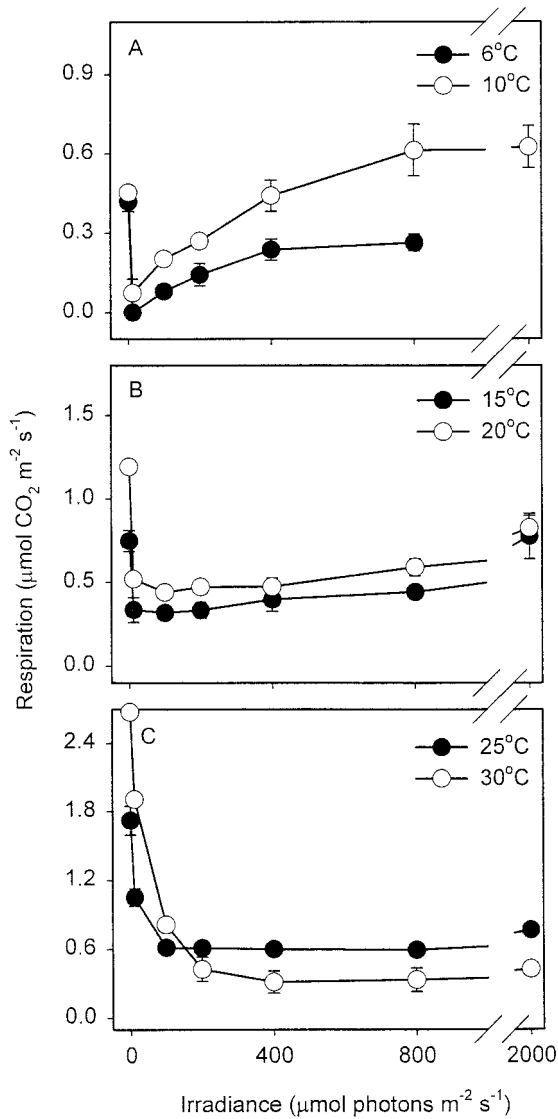 A
6°C
10°C
0.9
0.6
0.3
0.0
B
15°C
20°C
1.5
1.0
0.5
0.0
Respiration (μmol CO₂ m⁻² s⁻¹)
C
25°C
30°C
2.4
1.8
1.2
0.6
0.0
0 400 800 2000
Irradiance (μmol photons m⁻² s⁻¹)